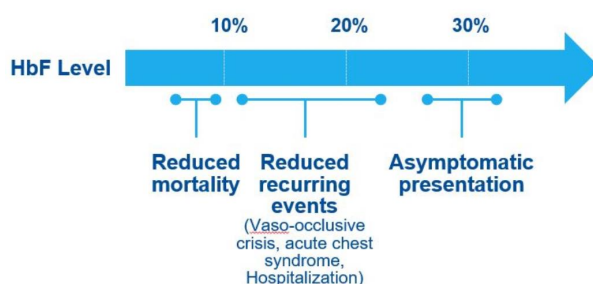 10%
20%
30%
HbF Level
Reduced
mortality
Reduced
recurring
events
(Vaso-occlusive
crisis, acute chest
syndrome,
Hospitalization)
Asymptomatic
presentation